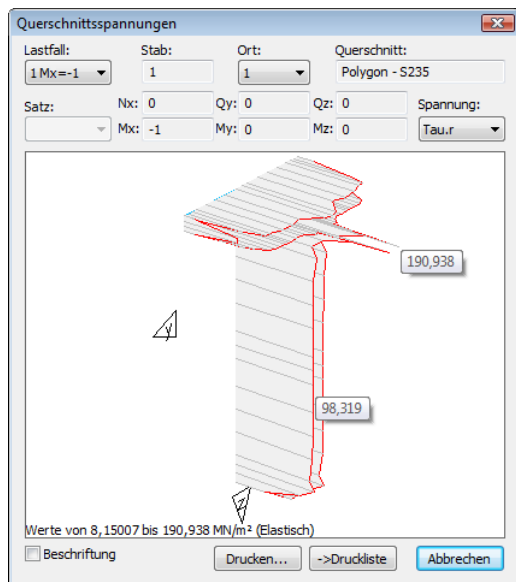 Querschnittsspannungen
Lastfall: Stab: Ort: Querschnitt:
1 Mx=-1 1 1 Polygon - S235
Satz: Nx: 0 Qy: 0 Qz: 0 Spannung:
Mx: -1 My: 0 Mz: 0 Tau.r
190,938
y
98,319
z
Werte von 8,15007 bis 190,938 MN/m² (Elastisch)
Beschriftung Drucken... ->Druckliste Abbrechen